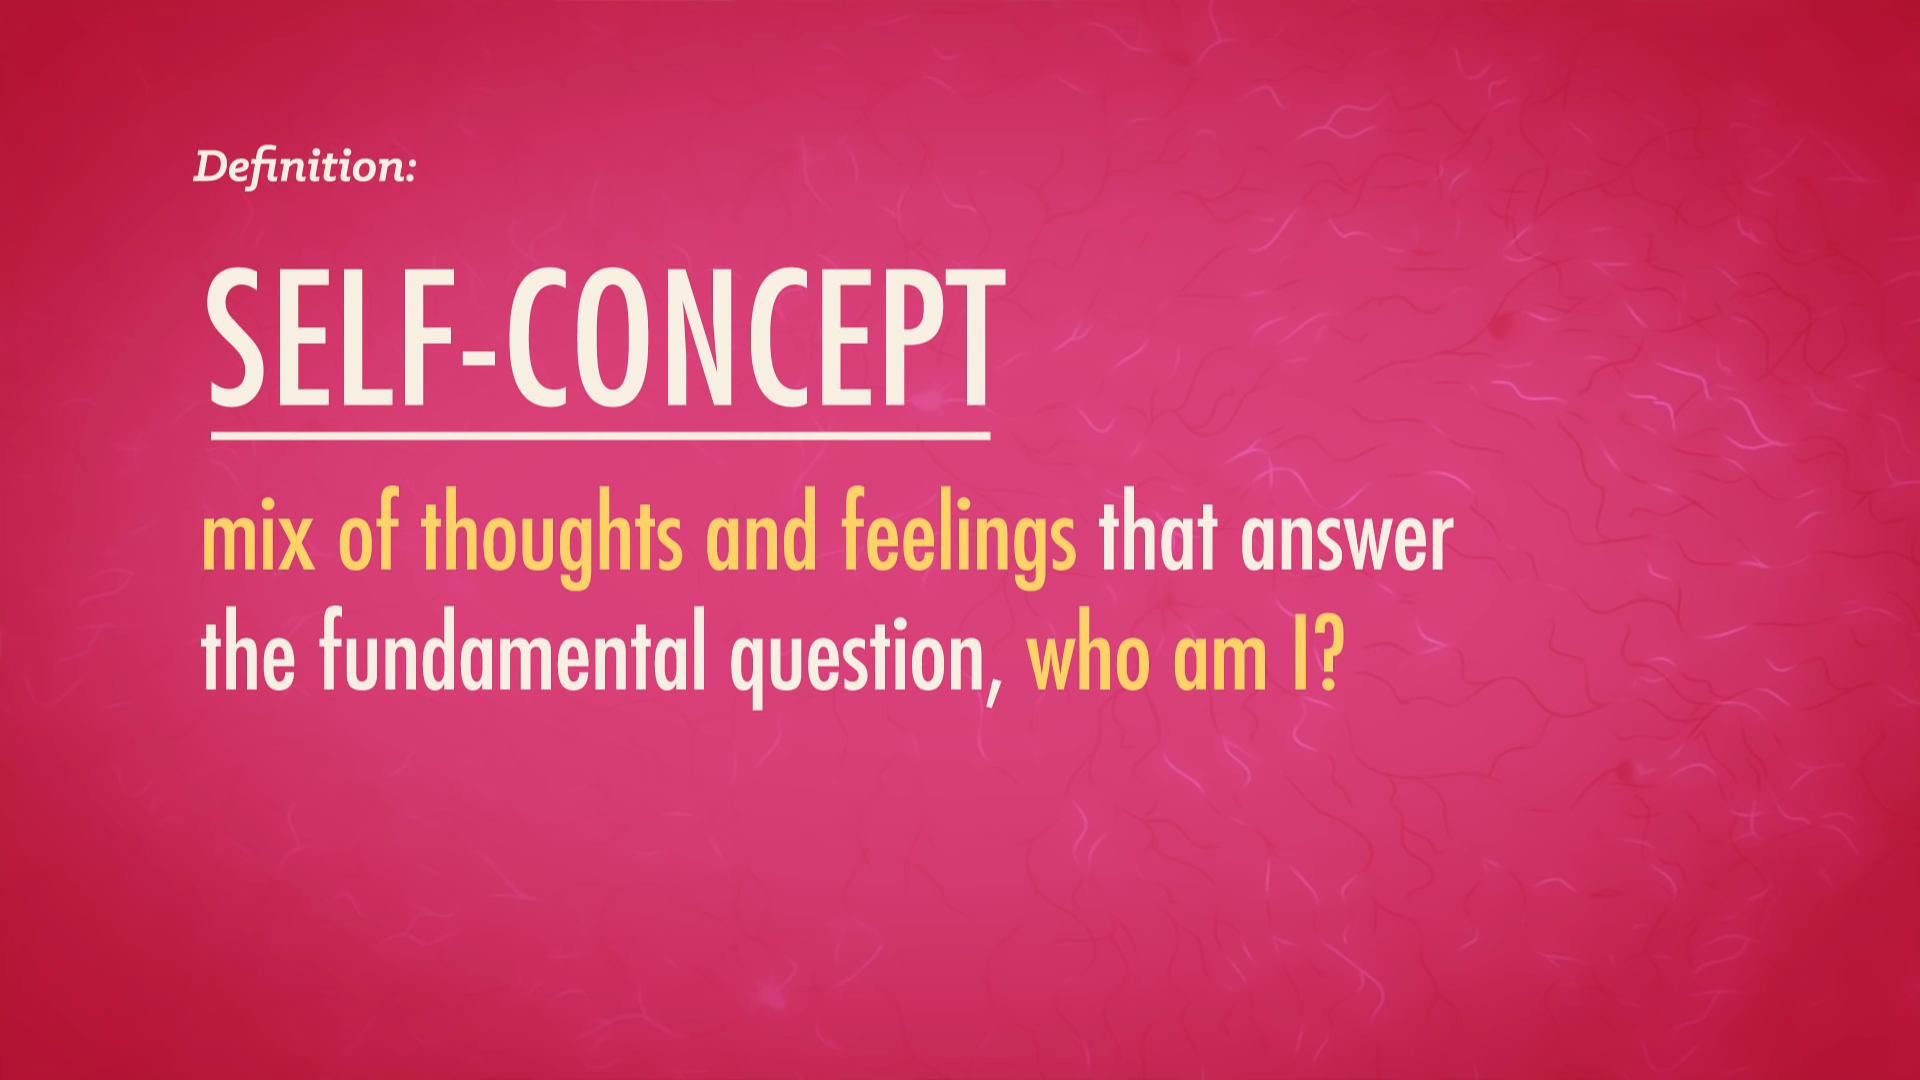 Definition:
SELF-CONCEPT
mix of thoughts and feelings that answer
the fundamental question, who am I?